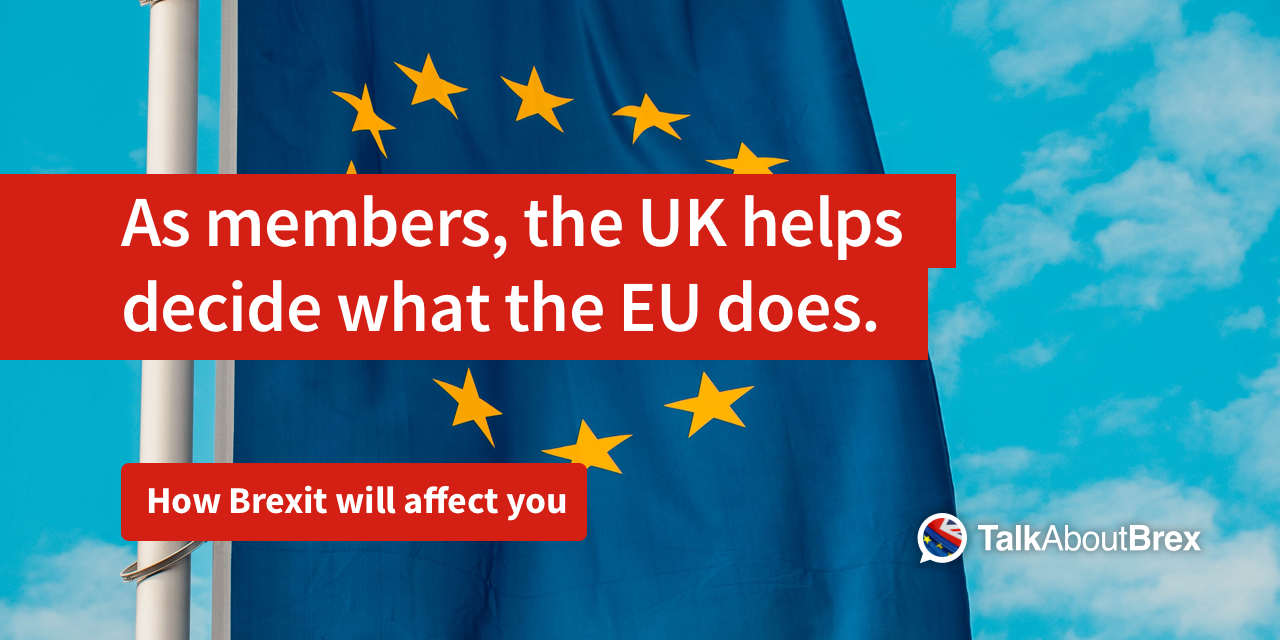 As members, the UK helps
decide what the EU does.
How Brexit will affect you
TalkAboutBrex